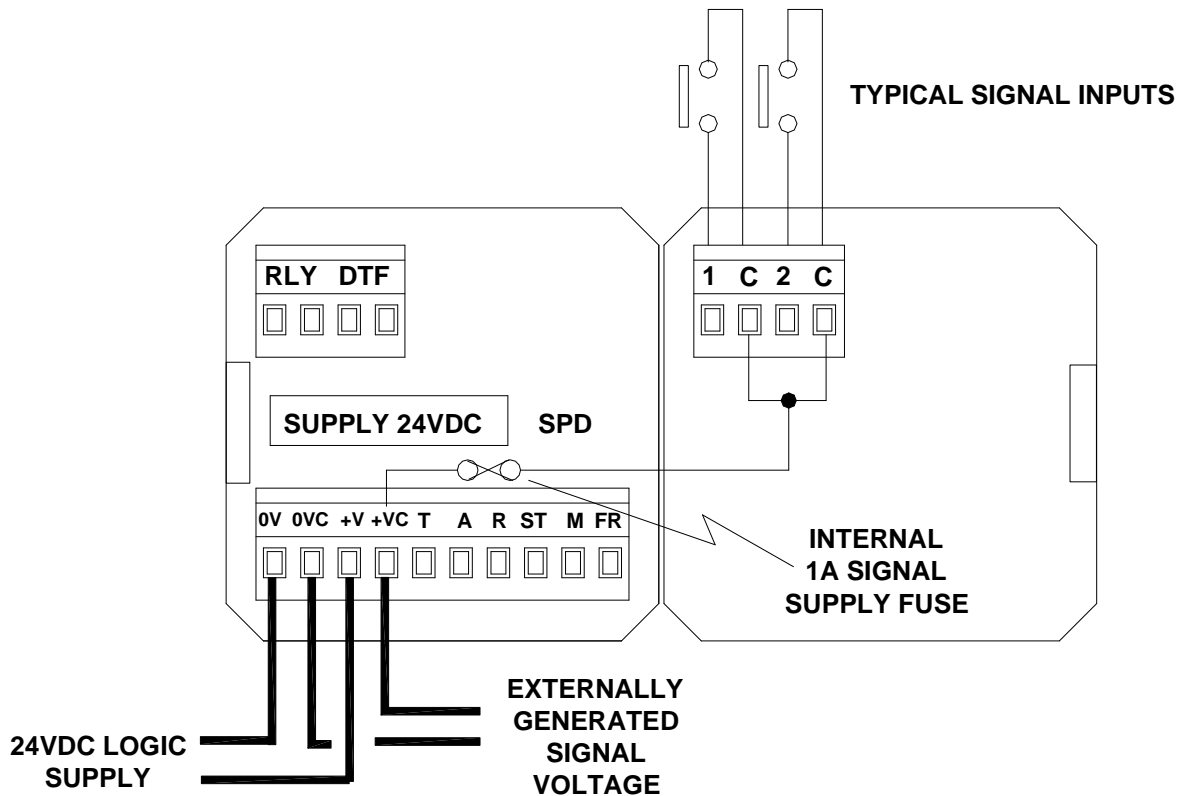 TYPICAL SIGNAL INPUTS
RLY DTF
1 C 2 C
SUPPLY 24VDC SPD
0V 0VC +V +VC T A R ST M FR
INTERNAL
1A SIGNAL
SUPPLY FUSE
EXTERNALLY
GENERATED
SIGNAL
VOLTAGE
24VDC LOGIC
SUPPLY